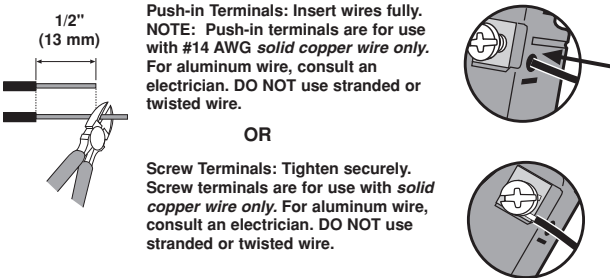 1/2"
(13 mm)
Push-in Terminals: Insert wires fully.
NOTE:  Push-in terminals are for use
with #14 AWG solid copper wire only.
For aluminum wire, consult an
electrician. DO NOT use stranded or
twisted wire.
OR
Screw Terminals: Tighten securely.
Screw terminals are for use with solid
copper wire only. For aluminum wire,
consult an electrician. DO NOT use
stranded or twisted wire.